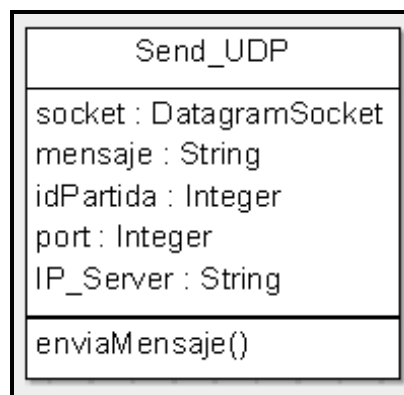 Send_UDP
socket : DatagramSocket
mensaje : String
idPartida : Integer
port : Integer
IP_Server : String
enviaMensaje()